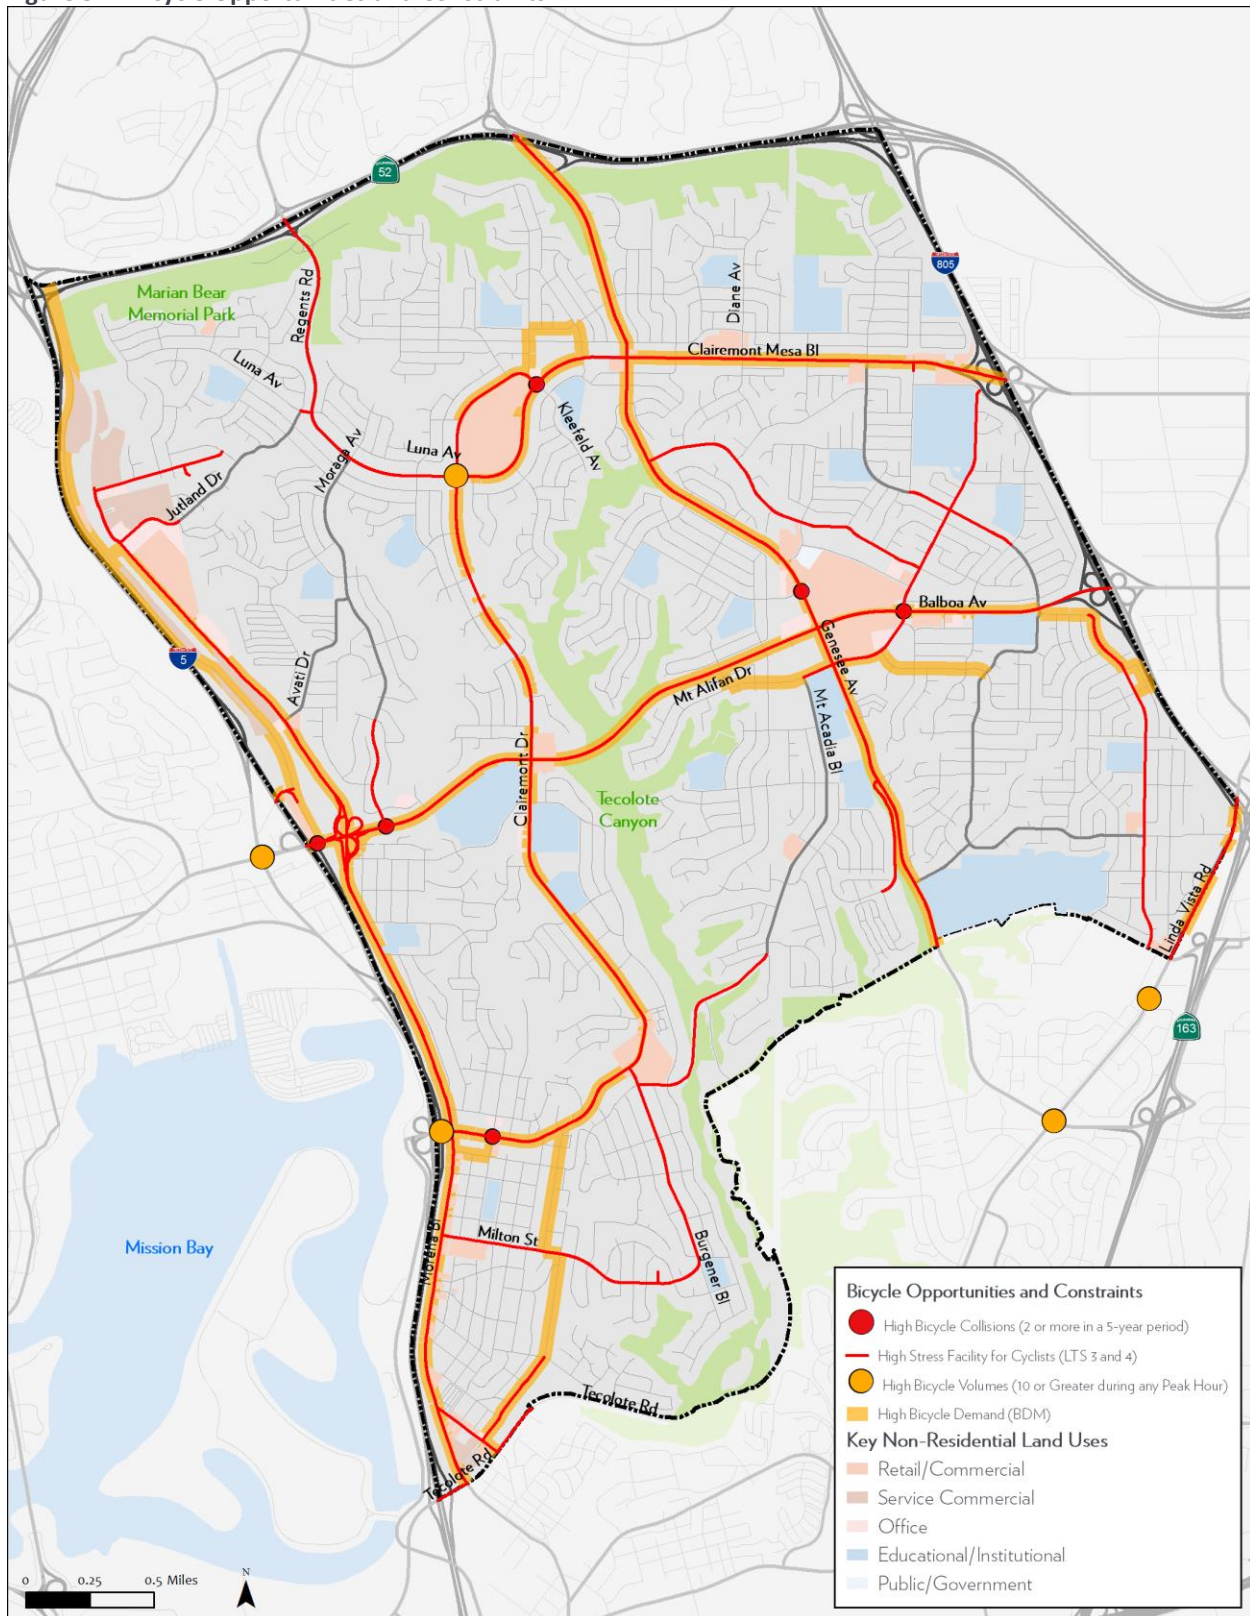 52
805
Marian Bear
Memorial Park
Regents Rd
Diane Av
Clairemont Mesa Bl
Luna Av
Kleefeld Av
Luna Av
Moraga Av
Jutland Dr
Balboa Av
Genesee Av
5
Avati Dr
Mt Alifan Dr
Mt Acadia Bl
Clairemont Dr
Tecolote
Canyon
Linda Vista Rd
163
Mission Bay
Milton St
Morena Bl
Burgener Bl
Tecolote Rd
Tecolote Rd
Bicycle Opportunities and Constraints
High Bicycle Collisions (2 or more in a 5-year period)
High Stress Facility for Cyclists (LTS 3 and 4)
High Bicycle Volumes (10 or Greater during any Peak Hour)
High Bicycle Demand (BDM)
Key Non-Residential Land Uses
Retail/Commercial
Service Commercial
Office
Educational/Institutional
Public/Government
0 0.25 0.5 Miles
N